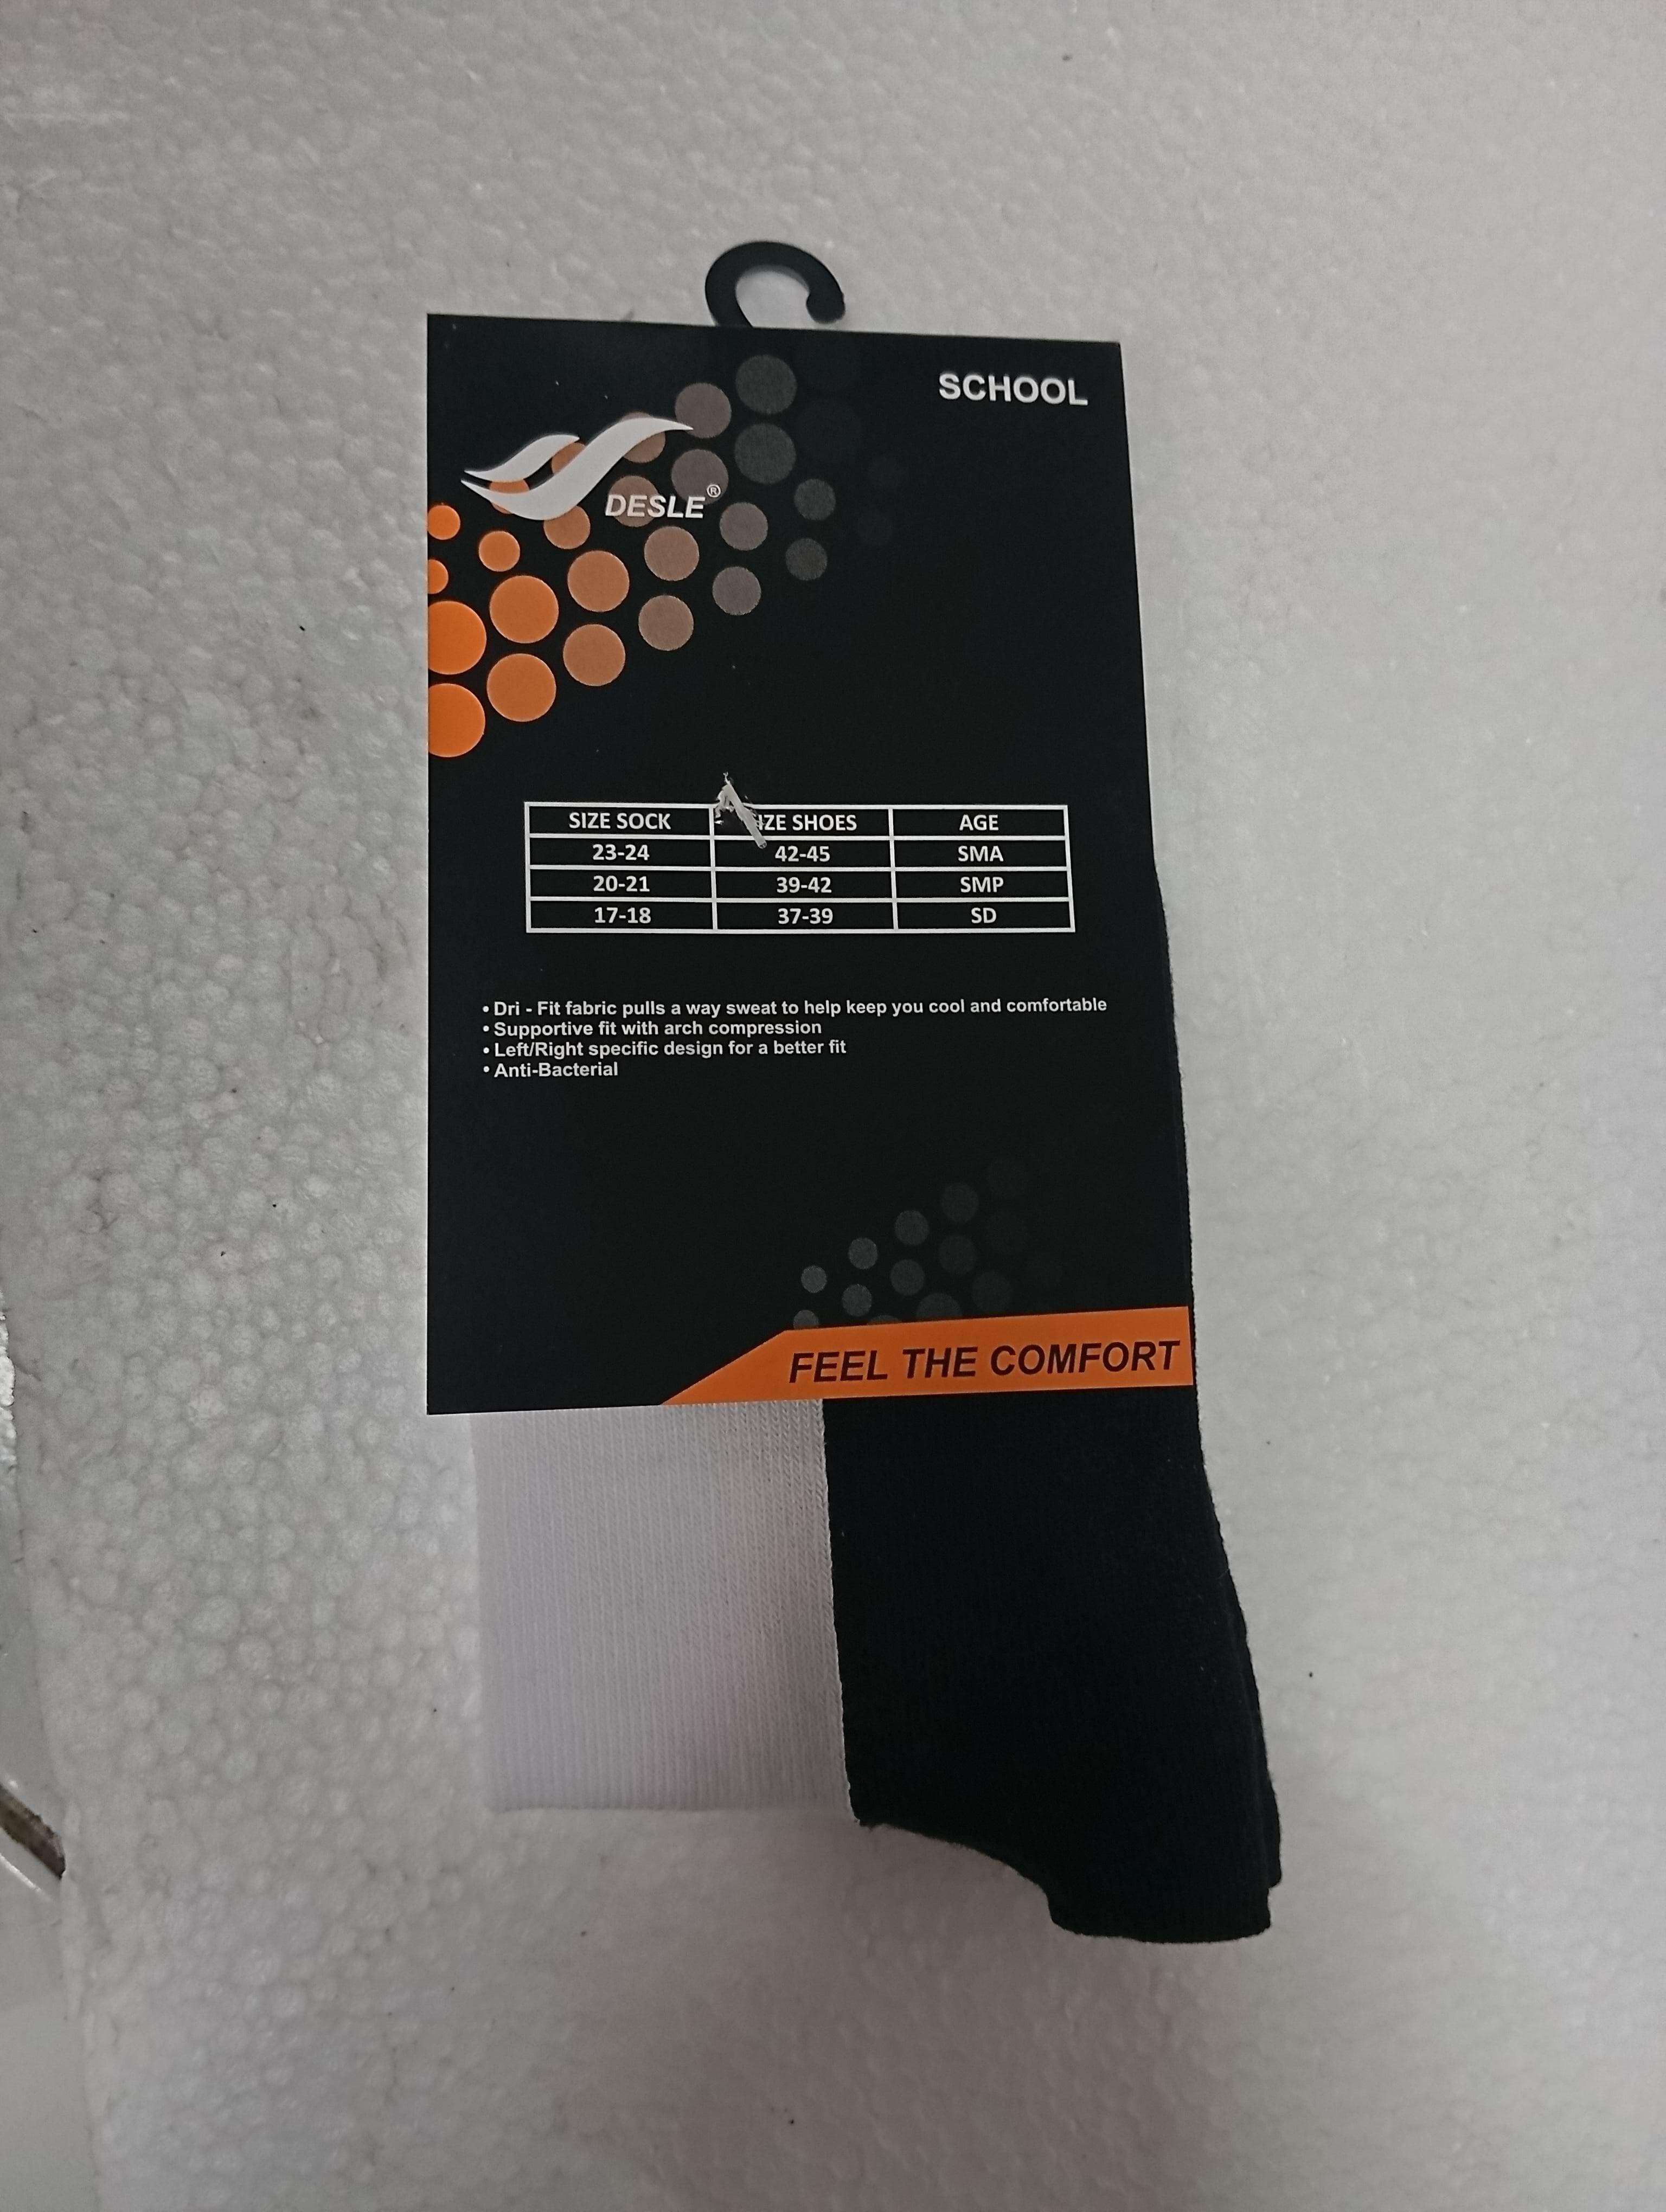 SCHOOL
DESLE®
SIZE SOCK SIZE SHOES AGE
23-24 42-45 SMA
20-21 39-42 SMP
17-18 37-39 SD
• Dri - Fit fabric pulls a way sweat to help keep you cool and comfortable
• Supportive fit with arch compression
• Left/Right specific design for a better fit
• Anti-Bacterial
FEEL THE COMFORT